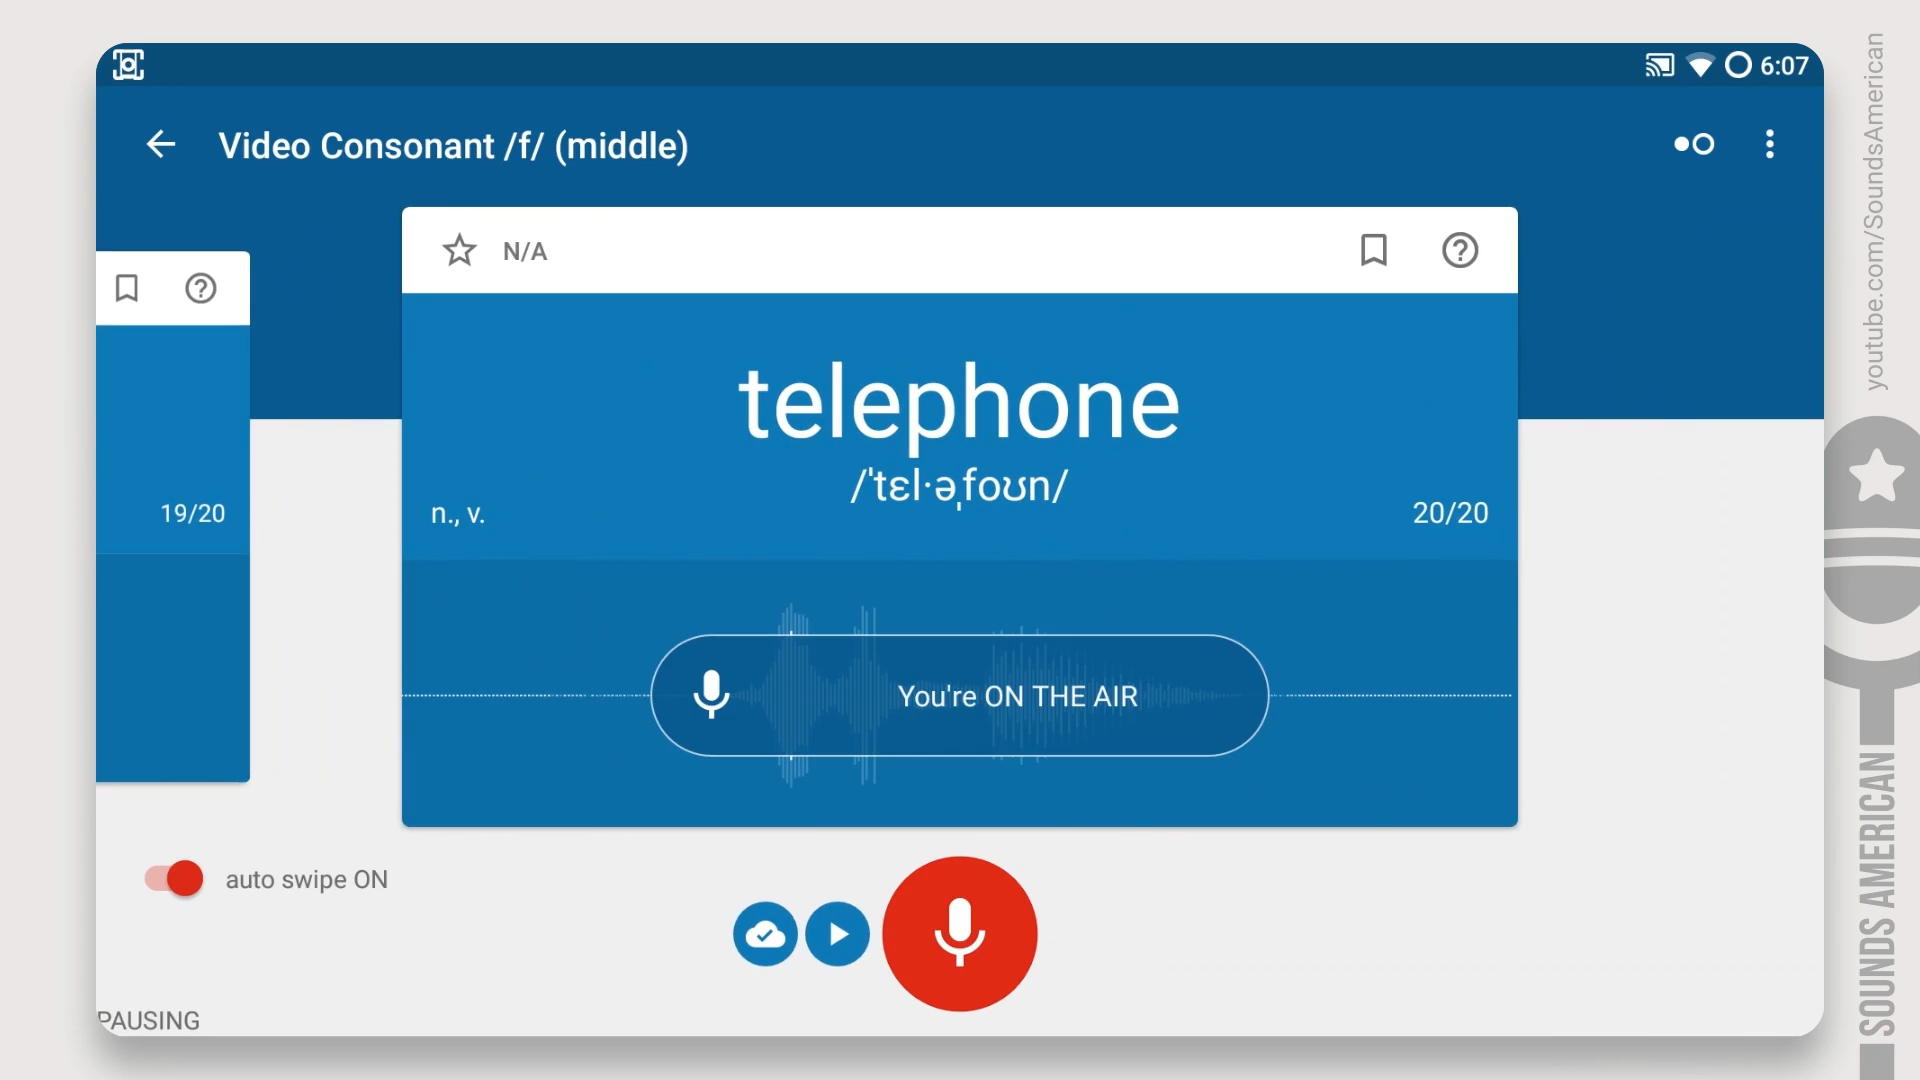 6:07
Video Consonant /f/ (middle)
N/A
telephone
/ˈtɛl·əˌfoʊn/
n., v.
20/20
19/20
You're ON THE AIR
auto swipe ON
PAUSING
youtube.com/SoundsAmerican
SOUNDS AMERICAN